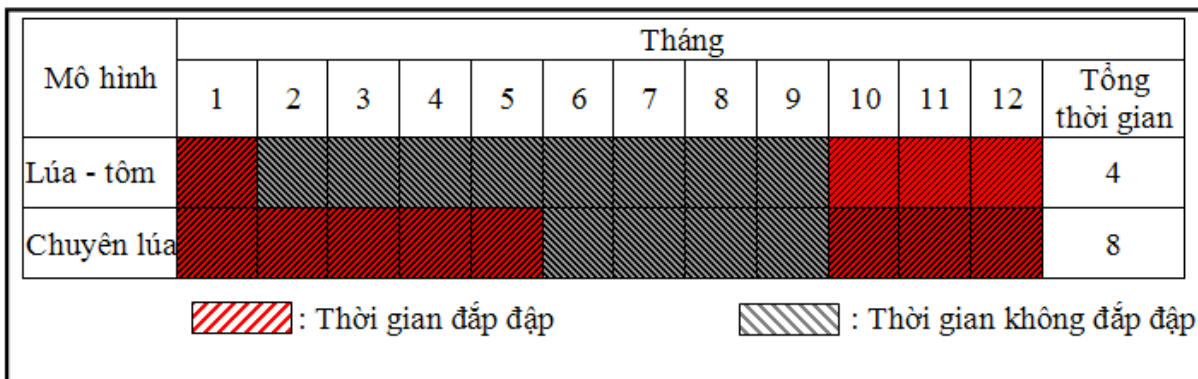 Mô hình
Tháng
1 2 3 4 5 6 7 8 9 10 11 12 Tổng thời gian
Lúa - tôm 4
Chuyên lúa 8
: Thời gian đắp đập : Thời gian không đắp đập